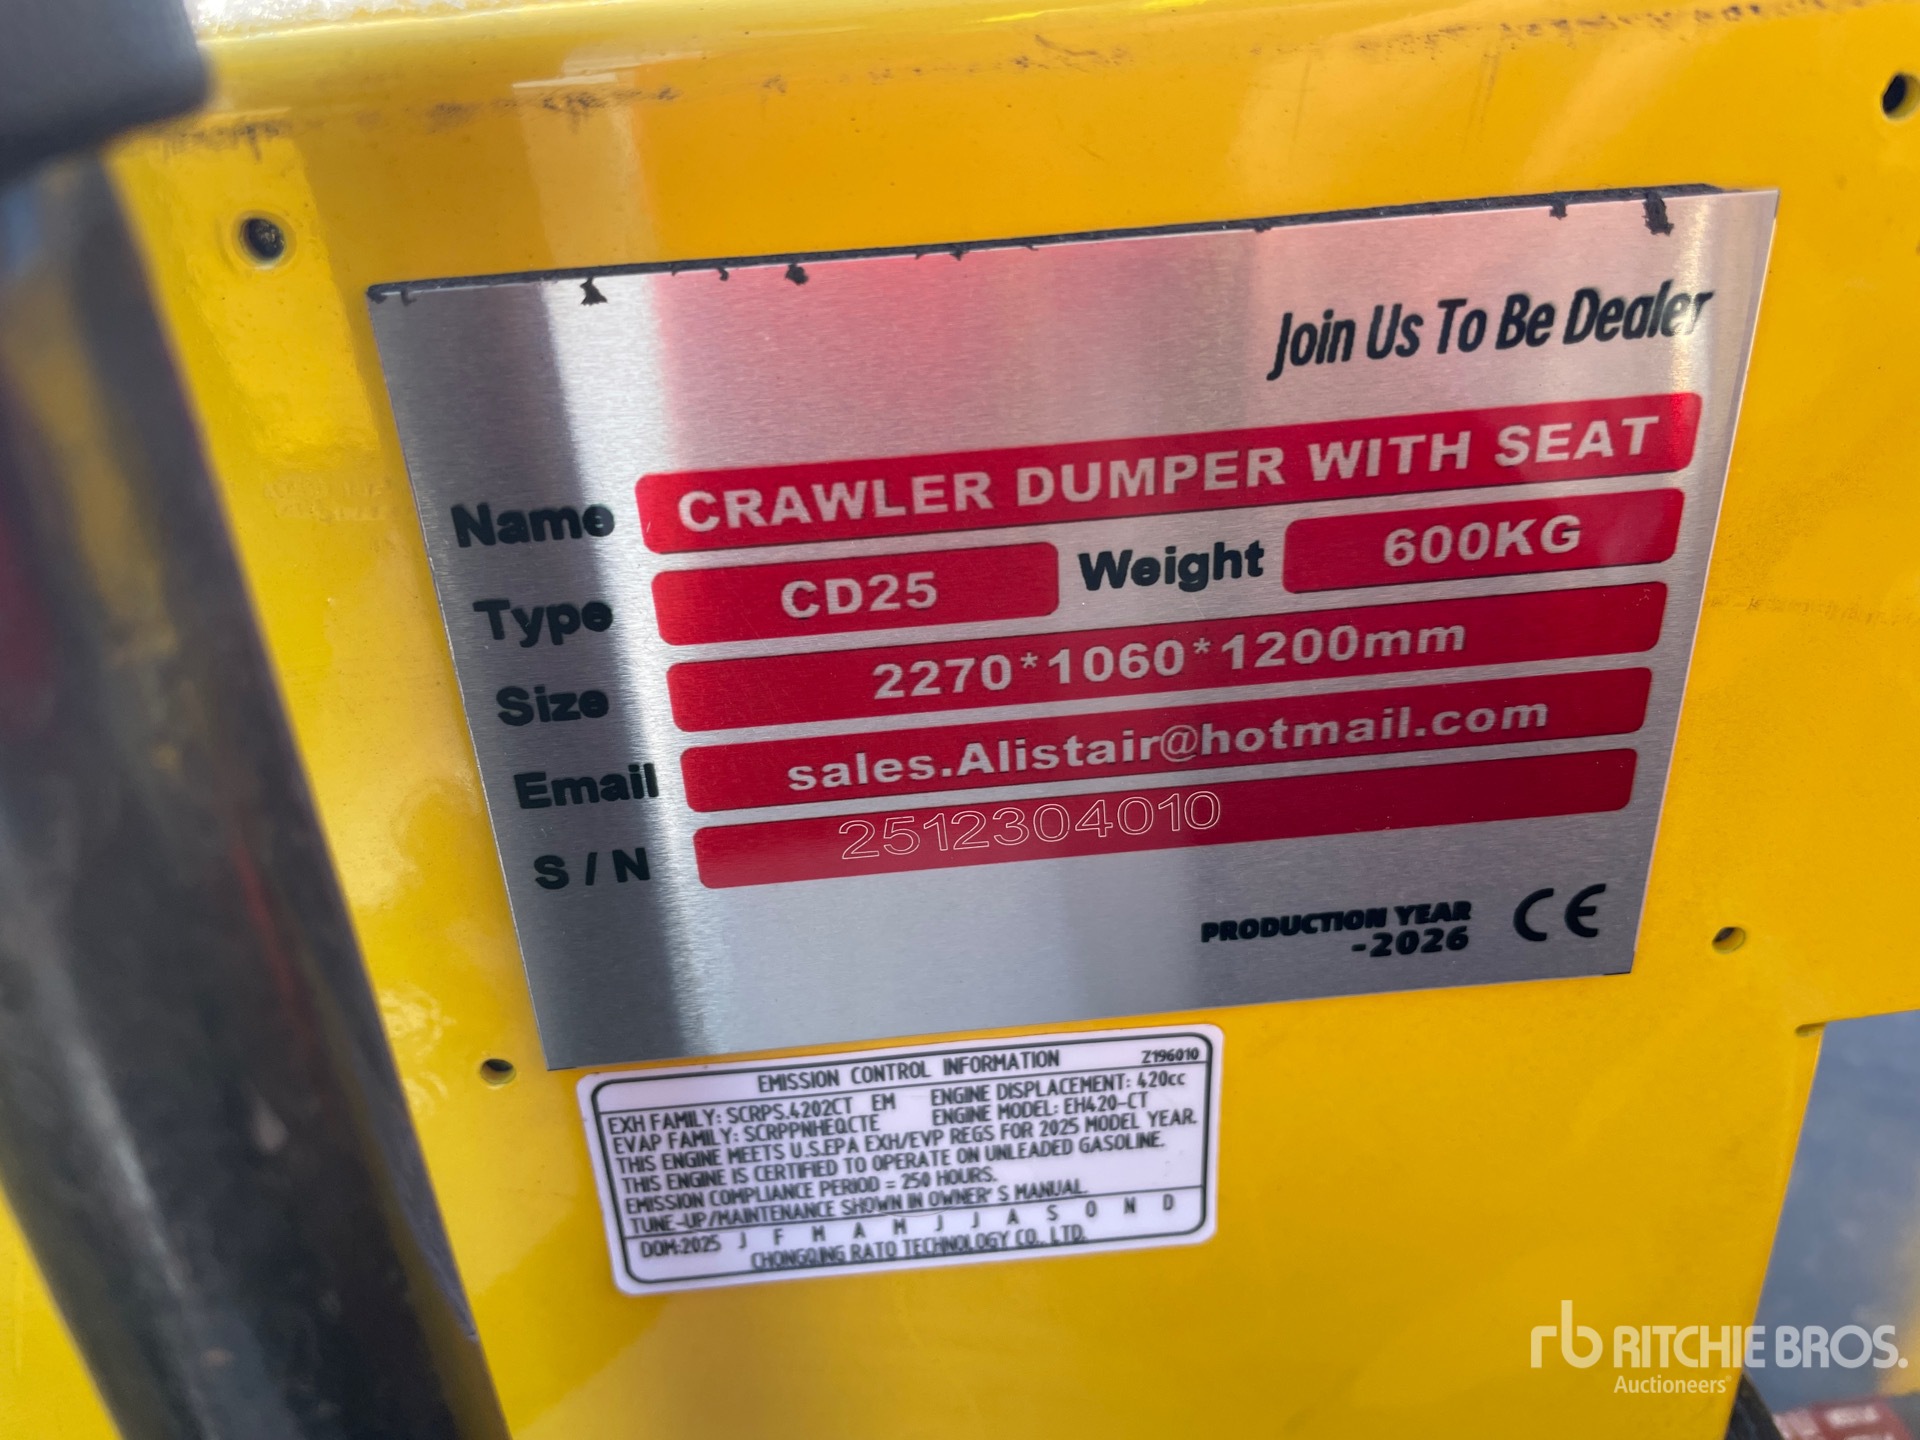 Join Us To Be Dealer
Name CRAWLER DUMPER WITH SEAT
Type CD25 Weight 600KG
Size 2270*1060*1200mm
Email sales.Alistair@hotmail.com
S/N 2512304010
PRODUCTION YEAR
-2026 CE
EMISSION CONTROL INFORMATION Z196010
EXH FAMILY: SCRPS.4202CT EM ENGINE DISPLACEMENT: 420cc
EVAP FAMILY: SCRPPNHEQCTE ENGINE MODEL: EH420-CT
THIS ENGINE MEETS U.S.EPA EXH/EVP REGS FOR 2025 MODEL YEAR.
THIS ENGINE IS CERTIFIED TO OPERATE ON UNLEADED GASOLINE.
EMISSION COMPLIANCE PERIOD = 250 HOURS.
TUNE-UP/MAINTENANCE SHOWN IN OWNER'S MANUAL.
DOM:2025 J F M A M J J A S O N D
CHONGQING RATO TECHNOLOGY CO., LTD.
rb RITCHIE BROS.
Auctioneers